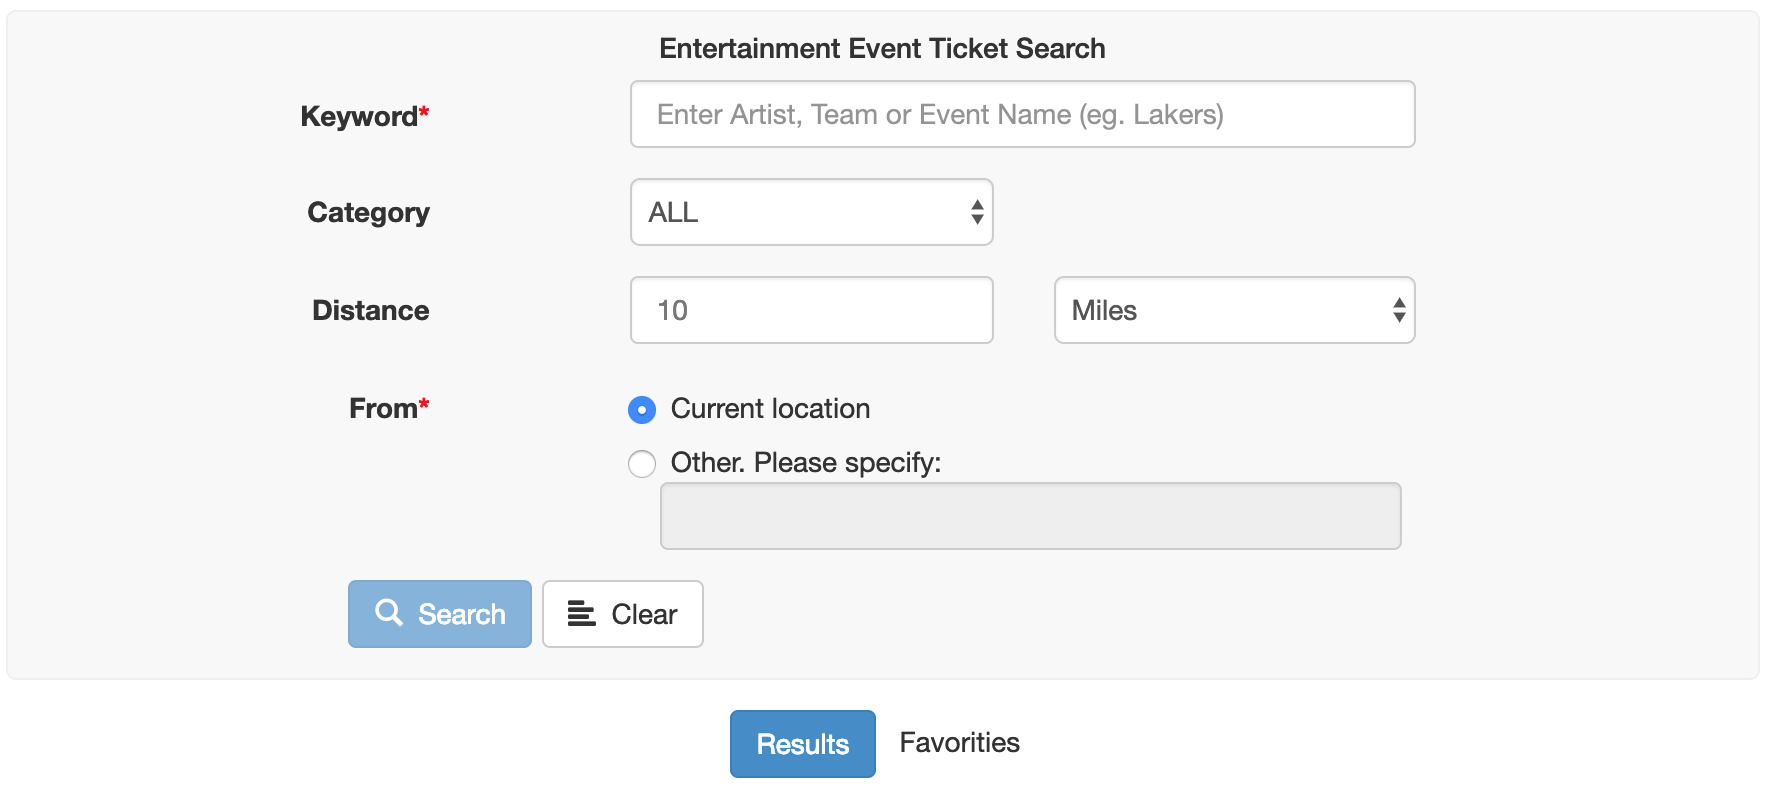 Entertainment Event Ticket Search
Keyword*
Enter Artist, Team or Event Name (eg. Lakers)
Category
ALL
Distance
10
Miles
From*
Current location
Other. Please specify:
Search
Clear
Results
Favorities